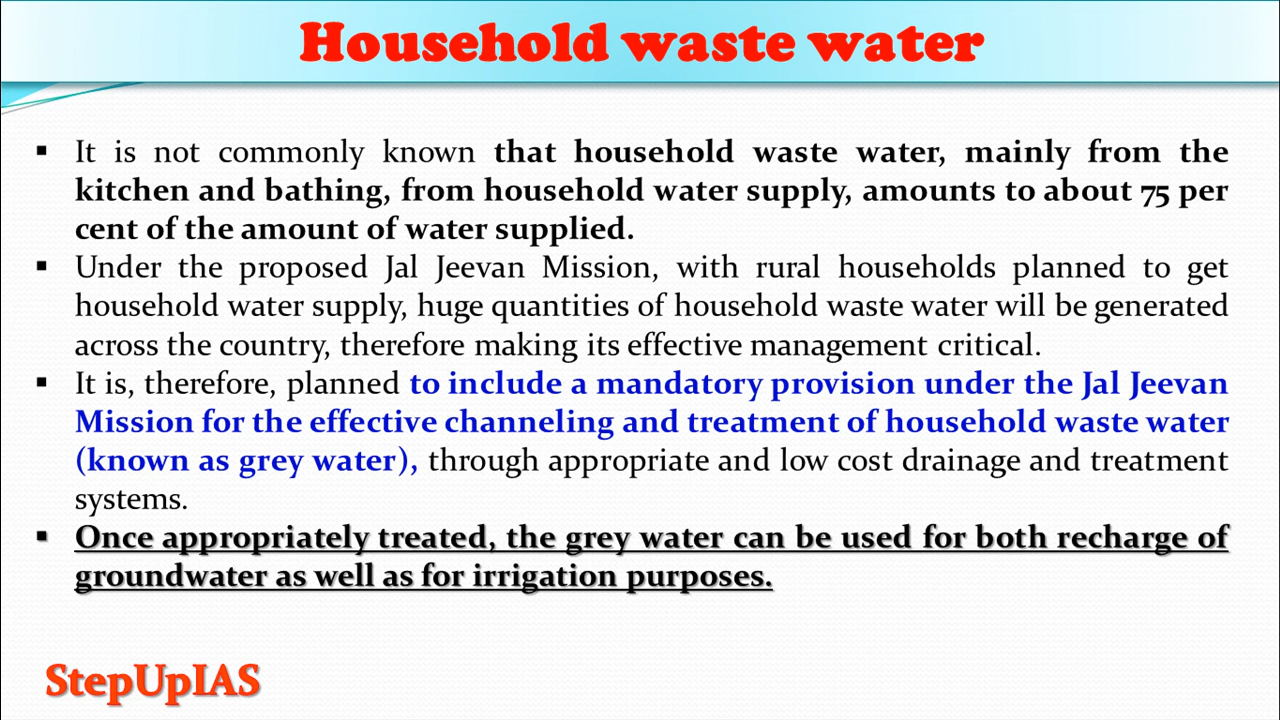 Household waste water
▪ It is not commonly known that household waste water, mainly from the
kitchen and bathing, from household water supply, amounts to about 75 per
cent of the amount of water supplied.
▪ Under the proposed Jal Jeevan Mission, with rural households planned to get
household water supply, huge quantities of household waste water will be generated
across the country, therefore making its effective management critical.
▪ It is, therefore, planned to include a mandatory provision under the Jal Jeevan
Mission for the effective channeling and treatment of household waste water
(known as grey water), through appropriate and low cost drainage and treatment
systems.
▪ Once appropriately treated, the grey water can be used for both recharge of
groundwater as well as for irrigation purposes.
StepUpIAS